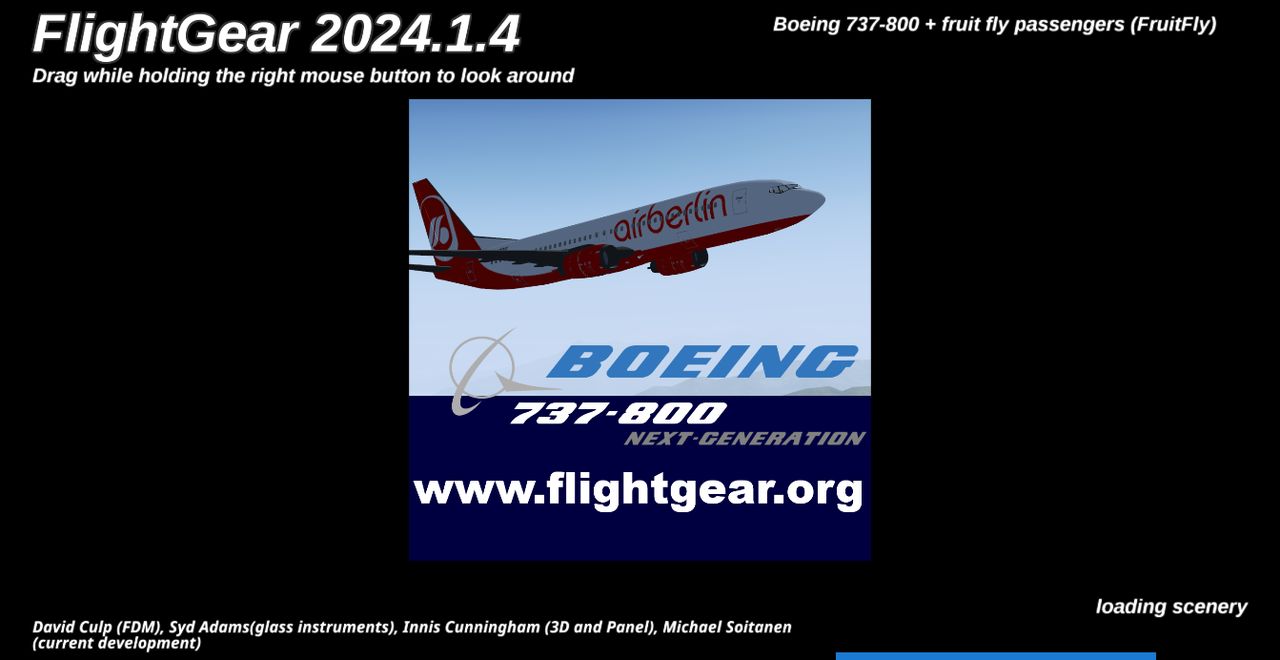 FlightGear 2024.1.4
Boeing 737-800 + fruit fly passengers (FruitFly)
Drag while holding the right mouse button to look around
airberlin
BOEING
737-800
NEXT-GENERATION
www.flightgear.org
loading scenery
David Culp (FDM), Syd Adams(glass instruments), Innis Cunningham (3D and Panel), Michael Soitanen
(current development)